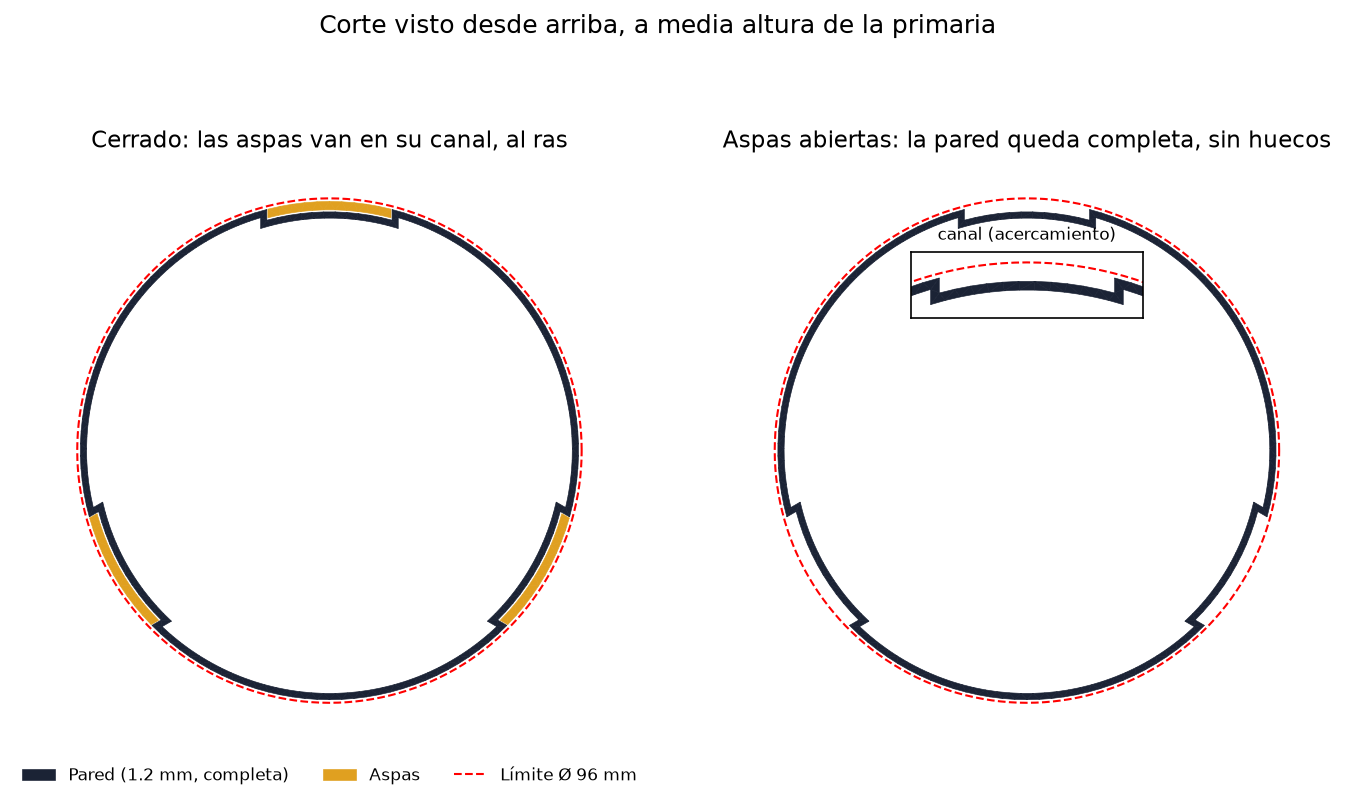 Corte visto desde arriba, a media altura de la primaria
Cerrado: las aspas van en su canal, al ras
Aspas abiertas: la pared queda completa, sin huecos
canal (acercamiento)
Pared (1.2 mm, completa)
Aspas
Límite Ø 96 mm